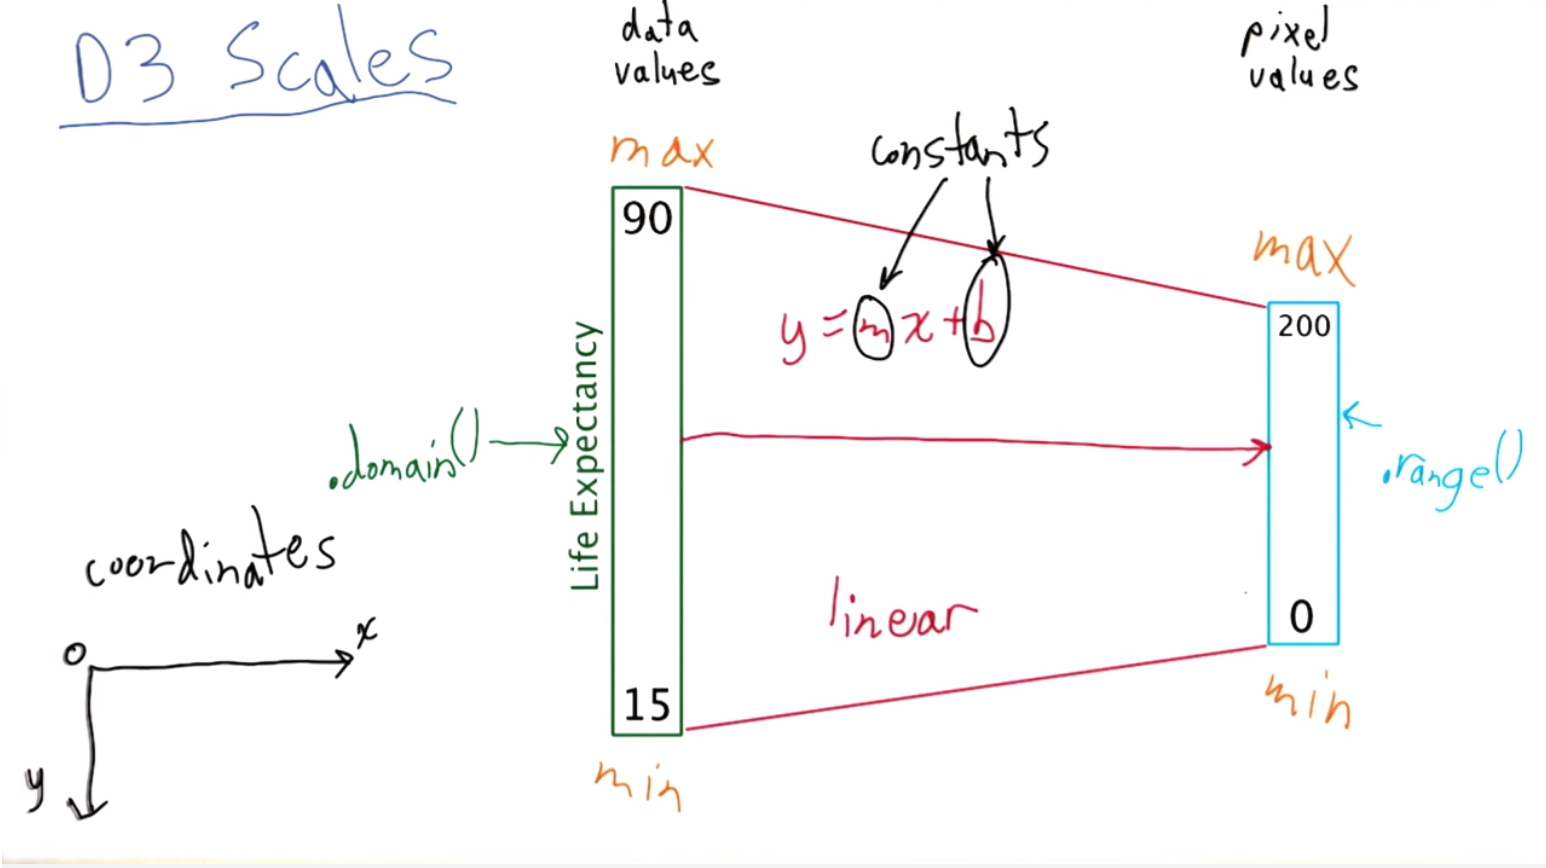 D3 Scales
data
values
pixel
values
max
constants
90
max
y = mx + b
200
Life Expectancy
.domain()
.range()
coordinates
linear
0
x
y
15
0
min
min